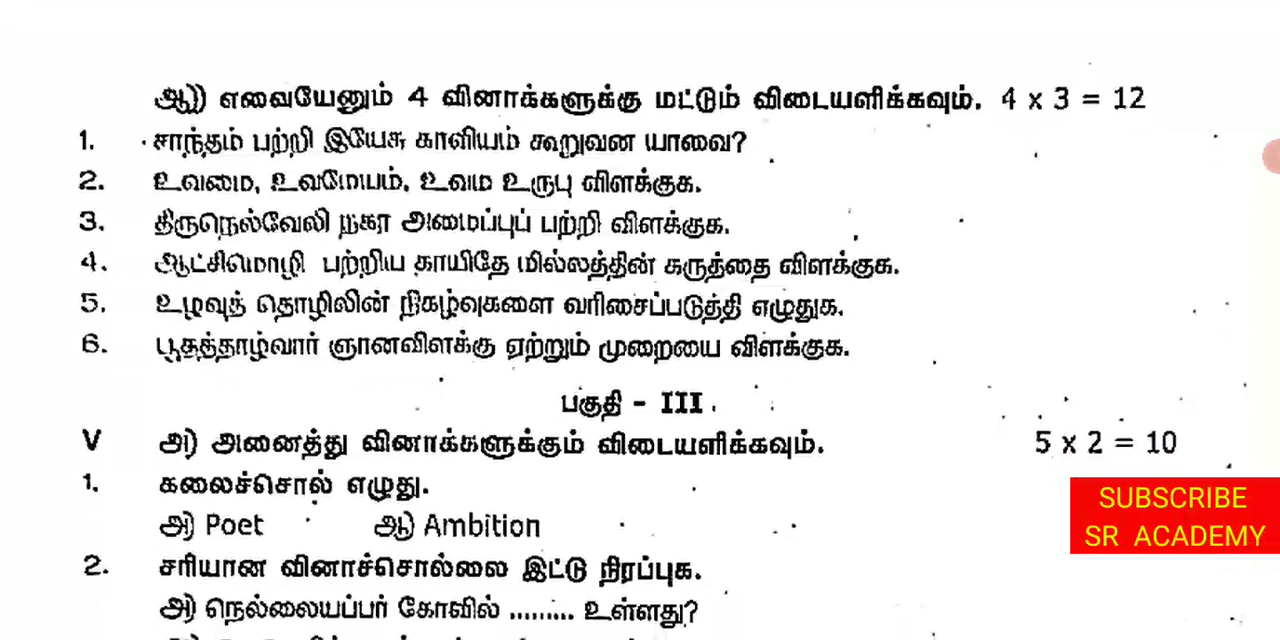 ஆ) எவையேனும் 4 வினாக்களுக்கு மட்டும் விடையளிக்கவும். 4 x 3 = 12
1. சாந்தம் பற்றி இயேசு காவியம் கூறுவன யாவை?
2. உவமை, உவமேயம், உவம உருபு விளக்குக.
3. திருநெல்வேலி நகர அமைப்புப் பற்றி விளக்குக.
4. ஆட்சிமொழி பற்றிய காயிதே மில்லத்தின் கருத்தை விளக்குக.
5. உழவுத் தொழிலின் நிகழ்வுகளை வரிசைப்படுத்தி எழுதுக.
6. பூதத்தாழ்வார் ஞானவிளக்கு ஏற்றும் முறையை விளக்குக.
பகுதி - III
V அ) அனைத்து வினாக்களுக்கும் விடையளிக்கவும். 5 x 2 = 10
1. கலைச்சொல் எழுது.
அ) Poet ஆ) Ambition
2. சரியான வினாச்சொல்லை இட்டு நிரப்புக.
அ) நெல்லையப்பர் கோவில் ......... உள்ளது?
SUBSCRIBE
SR ACADEMY